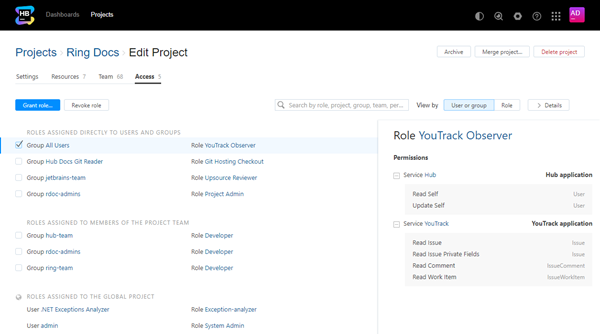 HB
Dashboards Projects
AD
Projects › Ring Docs › Edit Project
Archive Merge project... Delete project
Settings Resources 7 Team 68 Access 5
Grant role... Revoke role Search by role, project, group, team, per... View by User or group Role > Details
ROLES ASSIGNED DIRECTLY TO USERS AND GROUPS
Group All Users Role YouTrack Observer
Group Hub Docs Git Reader Role Git Hosting Checkout
Group jetbrains-team Role Upsource Reviewer
Group rdoc-admins Role Project Admin
ROLES ASSIGNED TO MEMBERS OF THE PROJECT TEAM
Group hub-team Role Developer
Group rdoc-admins Role Developer
Group ring-team Role Developer
ROLES ASSIGNED TO THE GLOBAL PROJECT
User .NET Exceptions Analyzer Role Exception-analyzer
User admin Role System Admin
Role YouTrack Observer
Permissions
Service Hub Hub application
Read Self User
Update Self User
Service YouTrack YouTrack application
Read Issue Issue
Read Issue Private Fields Issue
Read Comment IssueComment
Read Work Item IssueWorkItem